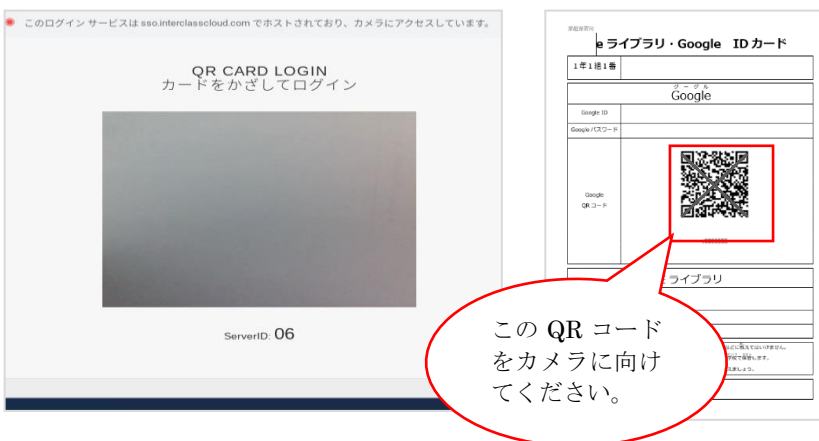 このログイン サービスは sso.interclasscloud.com でホストされており、カメラにアクセスしています。
QR CARD LOGIN
カードをかざしてログイン
ServerID: 06
e ライブラリ・Google IDカード
1年1組1番
グーグル
Google
Google ID
Google パスワード
Google
QR コード
ライブラリ
この QR コード
をカメラに向け
てください。